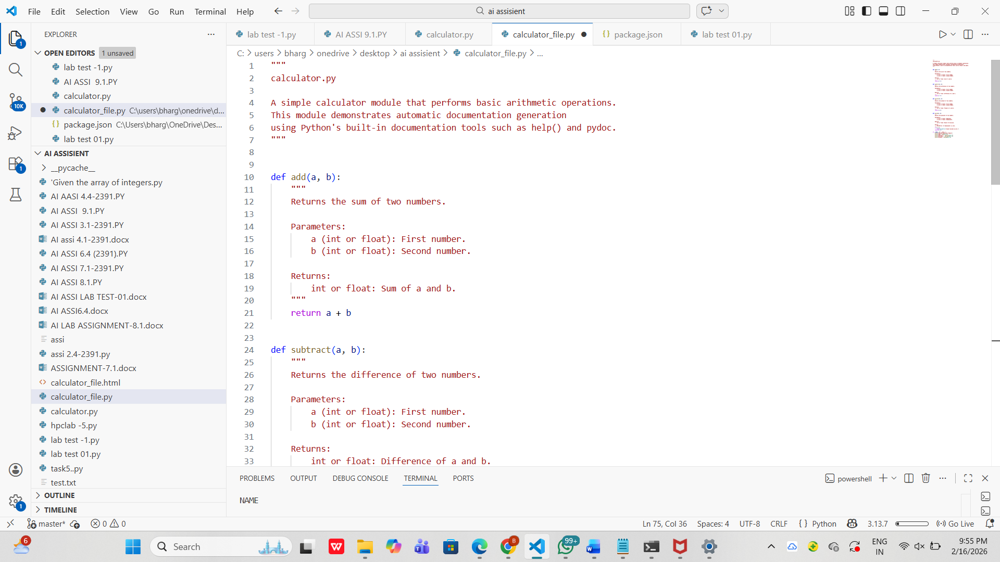 File Edit Selection View Go Run Terminal Help
ai assisient
EXPLORER
OPEN EDITORS 1 unsaved
lab test -1.py
AI ASSI  9.1.PY
calculator.py
calculator_file.py C:\users\bharg\onedrive\d...
package.json C:\Users\bharg\OneDrive\Des...
lab test 01.py
AI ASSISIENT
__pycache__
'Given the array of integers.py
AI AASI 4.4-2391.PY
AI ASSI  9.1.PY
AI ASSI 3.1-2391.PY
AI assi 4.1-2391.docx
AI ASSI 6.4 (2391).PY
AI ASSI 7.1-2391.PY
AI ASSI 8.1.PY
AI ASSI LAB TEST-01.docx
AI ASSI6.4.docx
AI LAB ASSIGNMENT-8.1.docx
assi
assi 2.4-2391.py
ASSIGNMENT-7.1.docx
calculator_file.html
calculator_file.py
calculator.py
hpclab -5.py
lab test -1.py
lab test 01.py
task5..py
test.txt
OUTLINE
TIMELINE
1
10K
1
1
lab test -1.py AI ASSI 9.1.PY calculator.py calculator_file.py package.json lab test 01.py
C: > users > bharg > onedrive > desktop > ai assisient > calculator_file.py > ...
1 """
2 calculator.py
3
4 A simple calculator module that performs basic arithmetic operations.
5 This module demonstrates automatic documentation generation
6 using Python's built-in documentation tools such as help() and pydoc.
7 """
8
9
10 def add(a, b):
11     """
12     Returns the sum of two numbers.
13
14     Parameters:
15         a (int or float): First number.
16         b (int or float): Second number.
17
18     Returns:
19         int or float: Sum of a and b.
20     """
21     return a + b
22
23
24 def subtract(a, b):
25     """
26     Returns the difference of two numbers.
27
28     Parameters:
29         a (int or float): First number.
30         b (int or float): Second number.
31
32     Returns:
33         int or float: Difference of a and b.
PROBLEMS OUTPUT DEBUG CONSOLE TERMINAL PORTS
powershell
NAME
master* 0 0
Ln 75, Col 36 Spaces: 4 UTF-8 CRLF { } Python 3.13.7 Go Live
6
Search
B
99+
ENG
IN
9:55 PM
2/16/2026